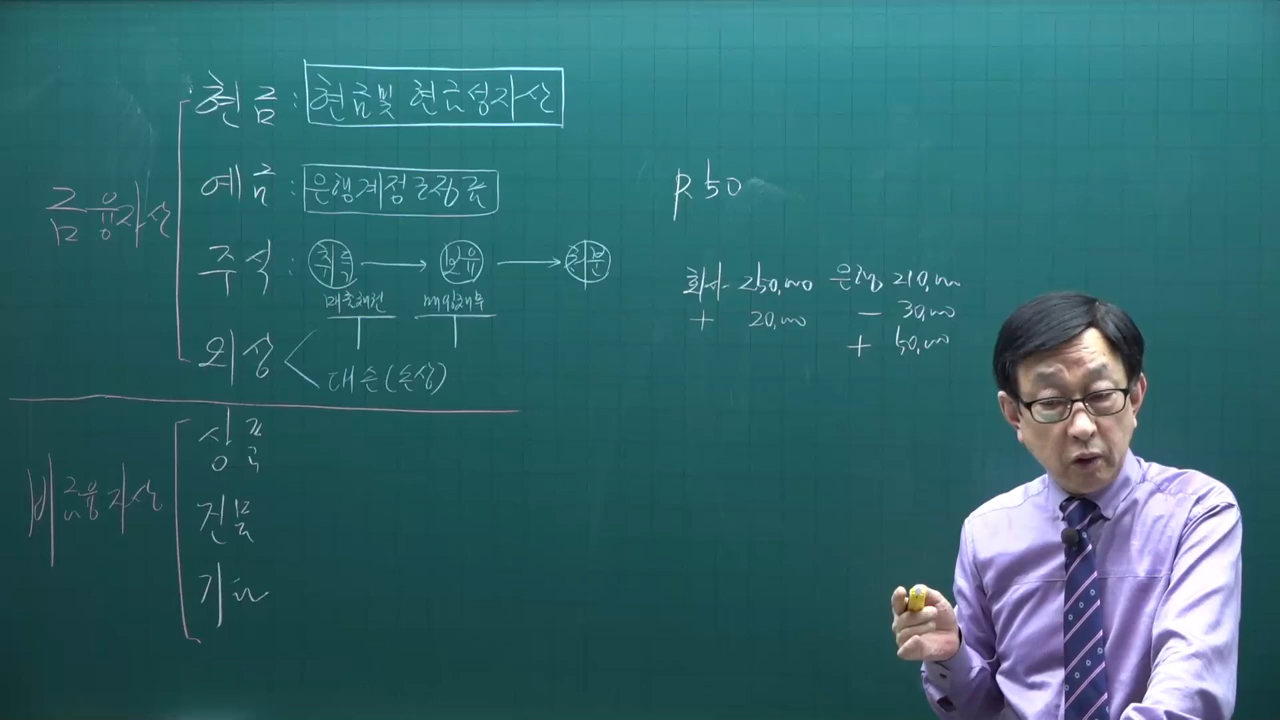 금융자산
현금 : 현금및 현금성자산
예금 : 은행계정조정표
주식 : 취득 → 보유 → 처분
매출채권 매입채무
외상 <
대손(손상)
비금융자산
상품
건물
기타
P 50
회사 250,000 은행 210,000
+ 20,000 - 30,000
+ 50,000